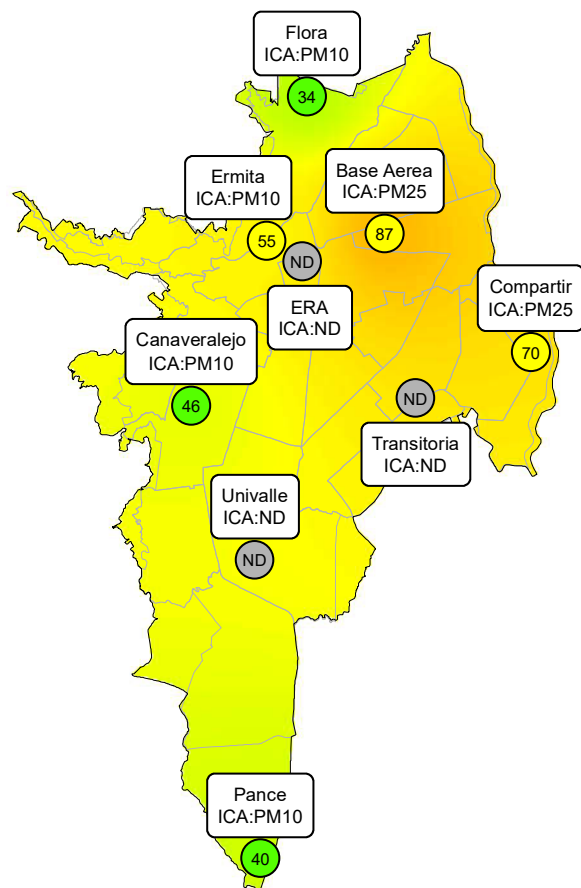 Flora
ICA:PM10
34
Ermita
ICA:PM10
55
Base Aerea
ICA:PM25
87
ND
ERA
ICA:ND
Compartir
ICA:PM25
70
Canaveralejo
ICA:PM10
46
ND
Transitoria
ICA:ND
Univalle
ICA:ND
ND
Pance
ICA:PM10
40